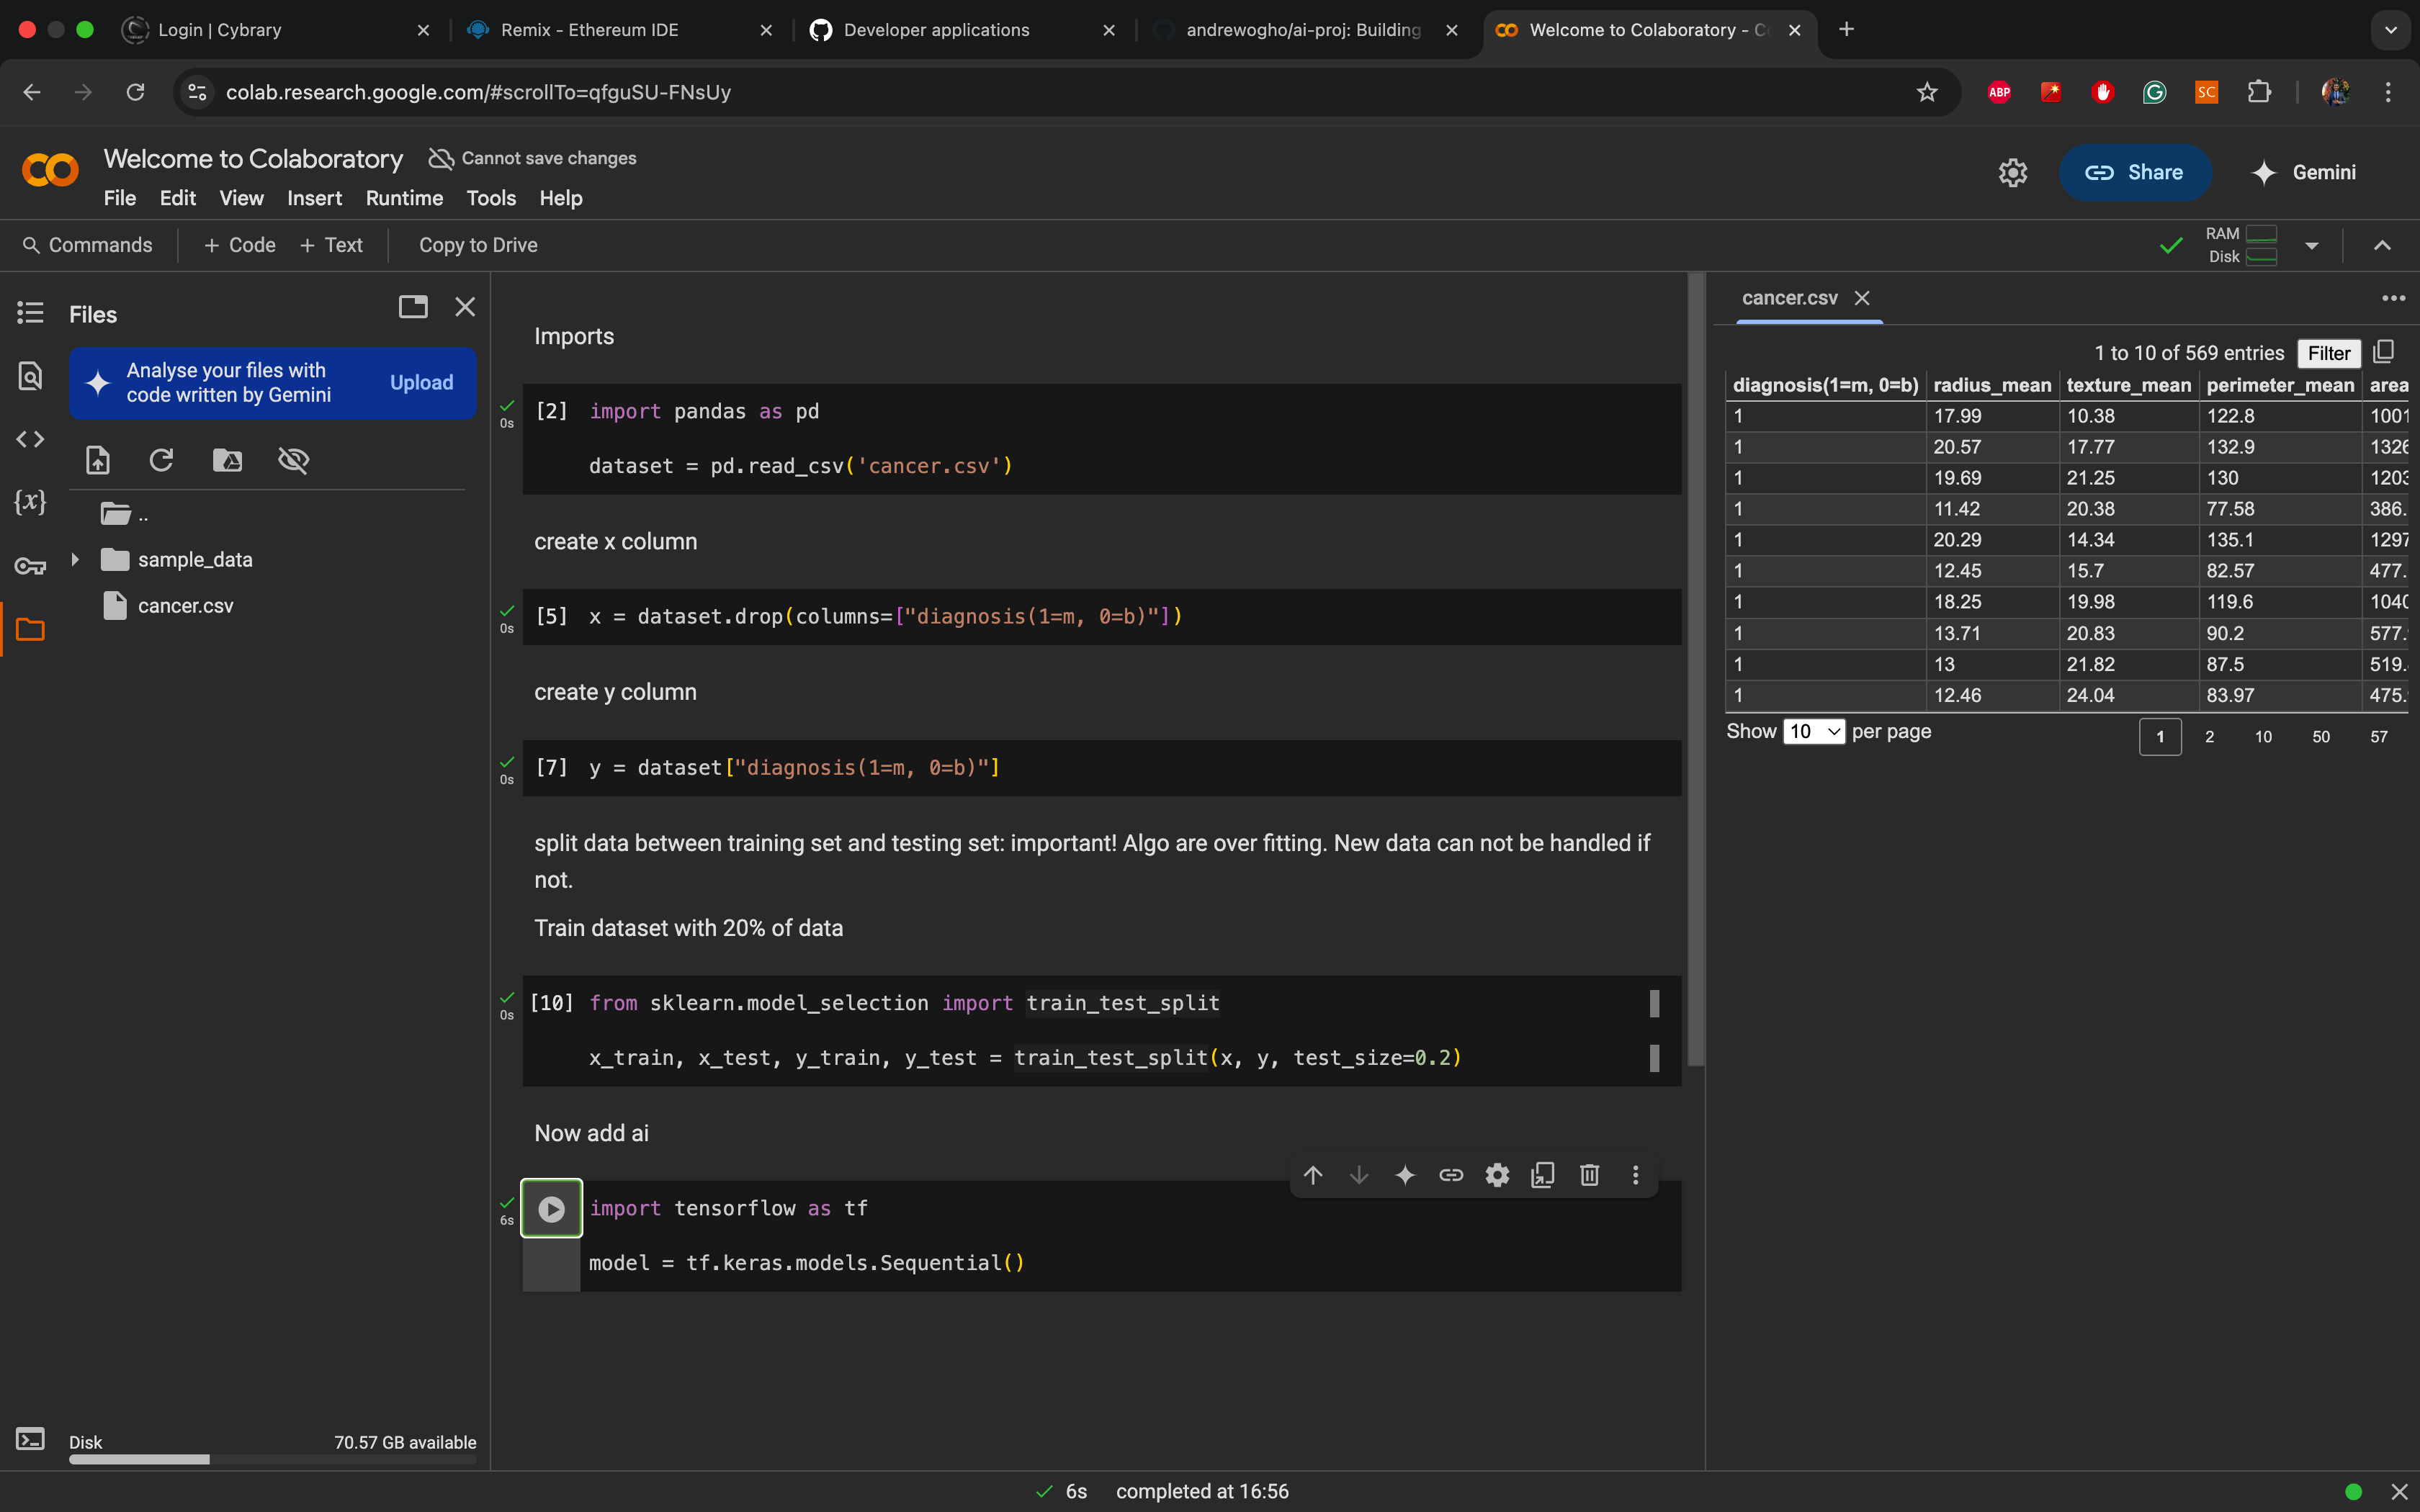 Login | Cybrary
Remix - Ethereum IDE
Developer applications
andrewogho/ai-proj: Building
Welcome to Colaboratory - Co
colab.research.google.com/#scrollTo=qfguSU-FNsUy
ABP
SC
Welcome to Colaboratory
Cannot save changes
File Edit View Insert Runtime Tools Help
Share
Gemini
Commands + Code + Text Copy to Drive
RAM
Disk
Files
Analyse your files with
code written by Gemini
Upload
..
sample_data
cancer.csv
Disk 70.57 GB available
Imports
0s
[2] import pandas as pd
dataset = pd.read_csv('cancer.csv')
create x column
0s
[5] x = dataset.drop(columns=["diagnosis(1=m, 0=b)"])
create y column
0s
[7] y = dataset["diagnosis(1=m, 0=b)"]
split data between training set and testing set: important! Algo are over fitting. New data can not be handled if
not.
Train dataset with 20% of data
0s
[10] from sklearn.model_selection import train_test_split
x_train, x_test, y_train, y_test = train_test_split(x, y, test_size=0.2)
Now add ai
6s
import tensorflow as tf
model = tf.keras.models.Sequential()
cancer.csv
1 to 10 of 569 entries Filter
diagnosis(1=m, 0=b) radius_mean texture_mean perimeter_mean area
1 17.99 10.38 122.8 1001
1 20.57 17.77 132.9 1326
1 19.69 21.25 130 1203
1 11.42 20.38 77.58 386.
1 20.29 14.34 135.1 1297
1 12.45 15.7 82.57 477.
1 18.25 19.98 119.6 1040
1 13.71 20.83 90.2 577.
1 13 21.82 87.5 519.
1 12.46 24.04 83.97 475.
Show 10 per page
1 2 10 50 57
6s completed at 16:56